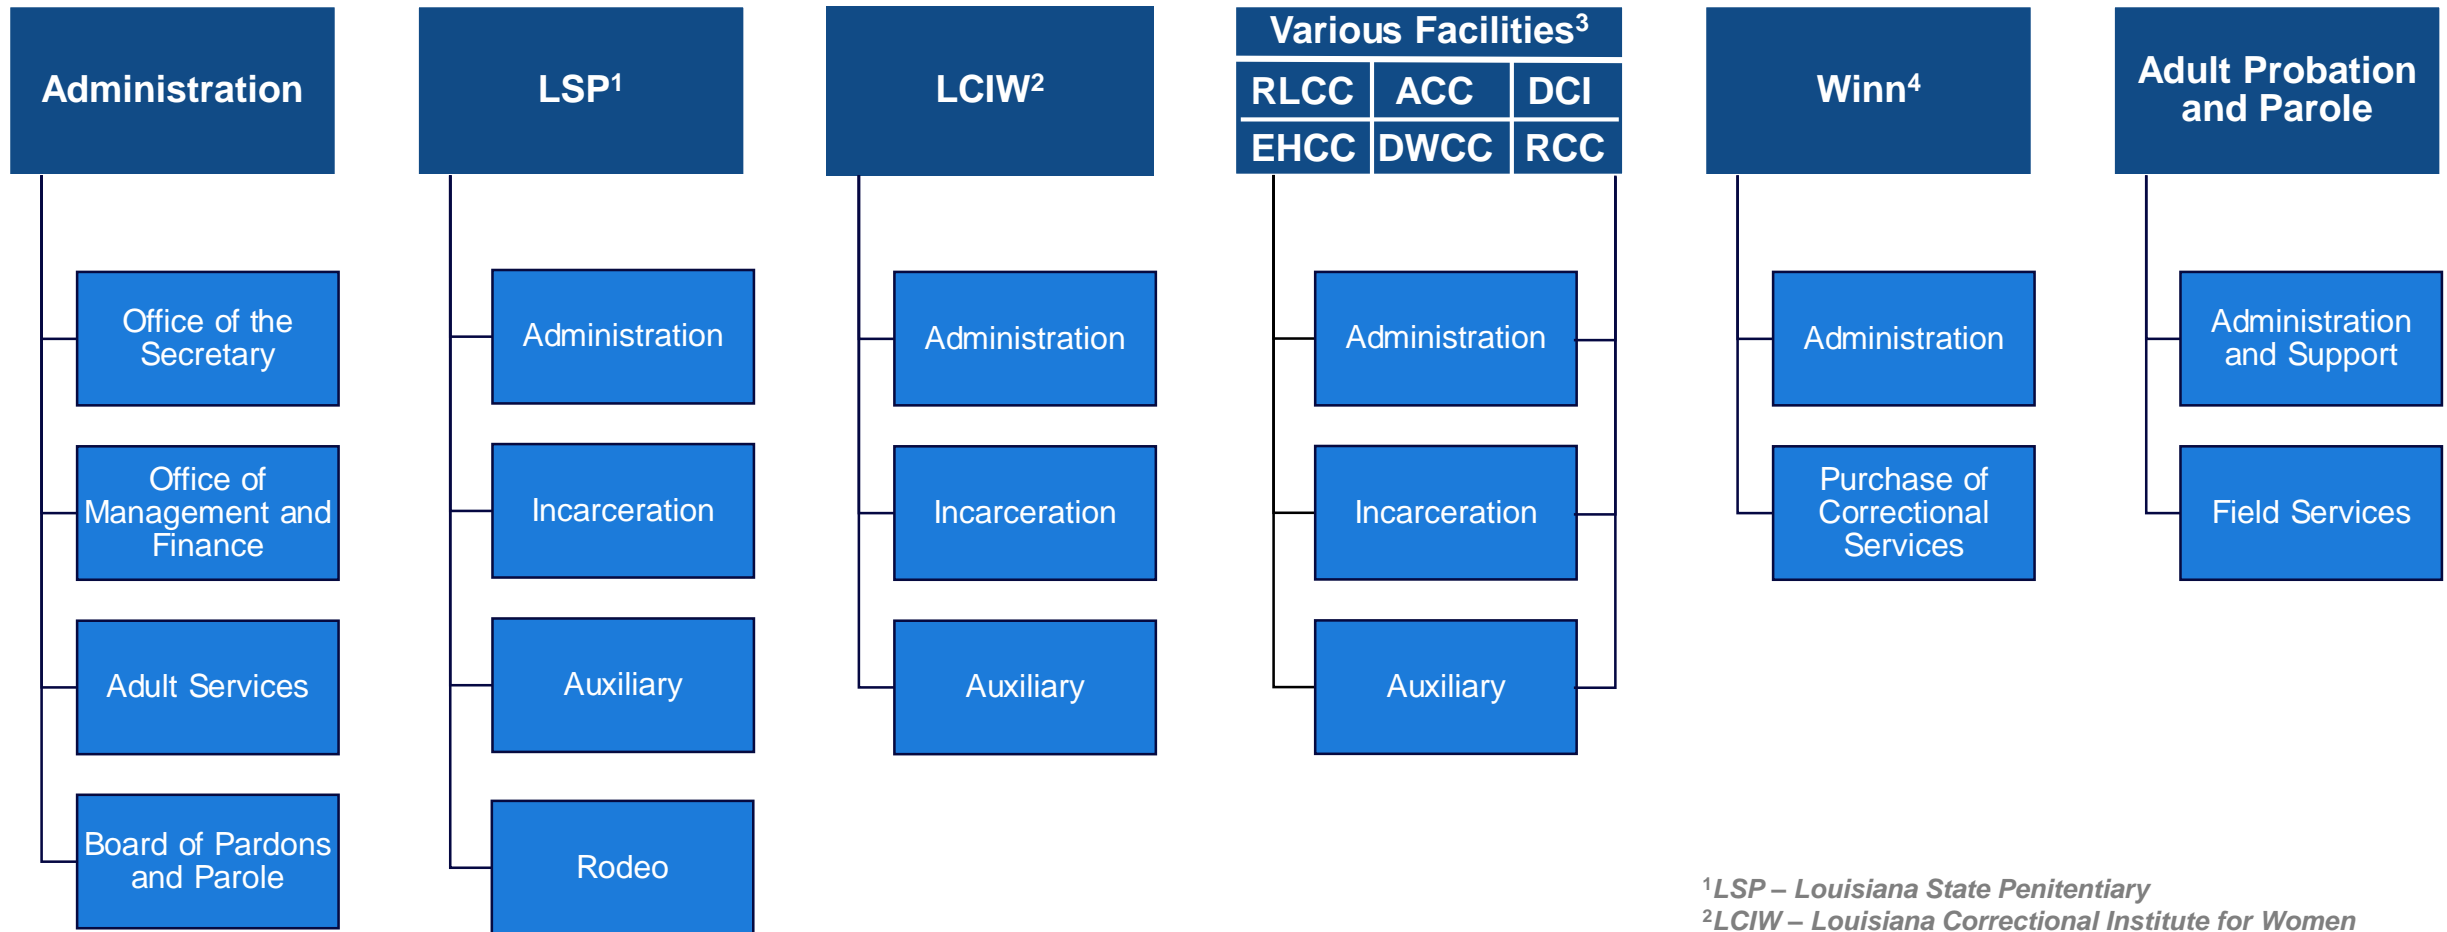 Administration
Office of the
Secretary
Office of
Management and
Finance
Adult Services
Board of Pardons
and Parole
LSP¹
Administration
Incarceration
Auxiliary
Rodeo
LCIW²
Administration
Incarceration
Auxiliary
Various Facilities³
RLCC ACC DCI
EHCC DWCC RCC
Administration
Incarceration
Auxiliary
Winn⁴
Administration
Purchase of
Correctional
Services
Adult Probation
and Parole
Administration
and Support
Field Services
¹LSP – Louisiana State Penitentiary
²LCIW – Louisiana Correctional Institute for Women